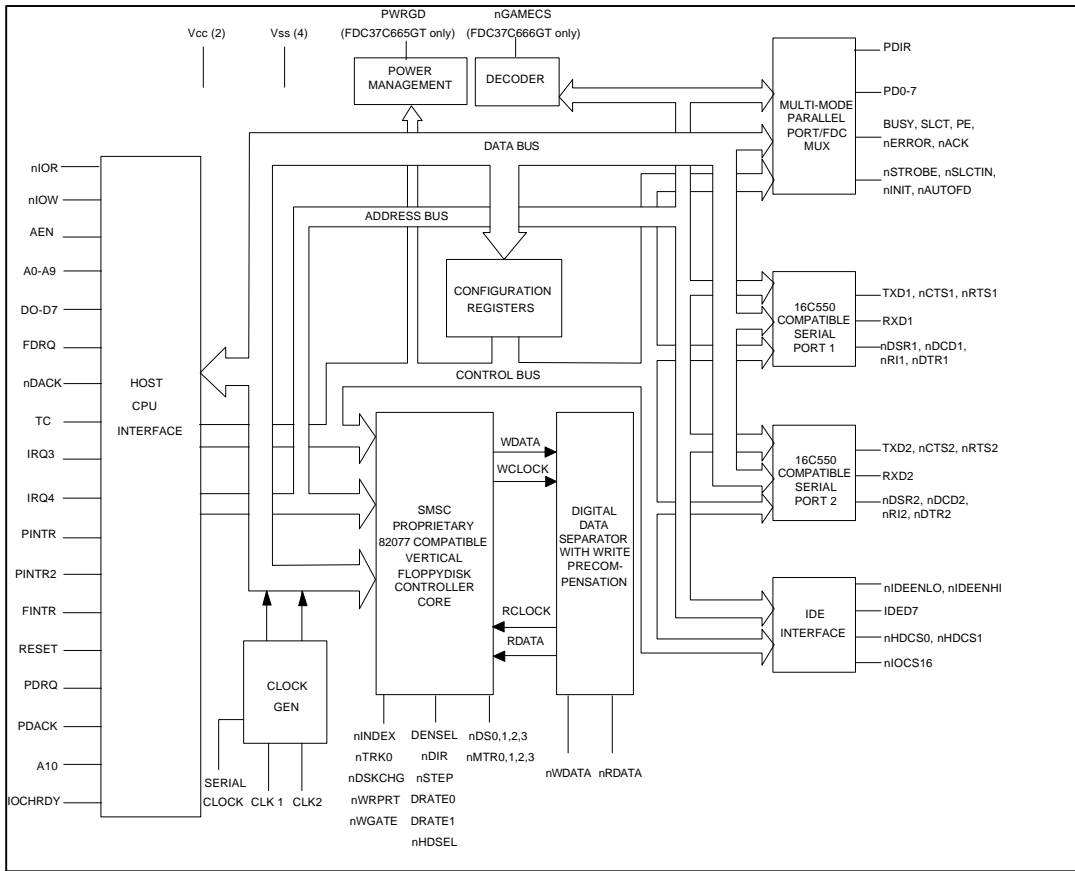 PWRGD
(FDC37C665GT only)
nGAMECS
(FDC37C666GT only)
Vcc (2)
Vss (4)
POWER
MANAGEMENT
DECODER
MULTI-MODE
PARALLEL
PORT/FDC
MUX
PDIR
PD0-7
BUSY, SLCT, PE,
nERROR, nACK
nSTROBE, nSLCTIN,
nINIT, nAUTOFD
DATA BUS
ADDRESS BUS
CONFIGURATION
REGISTERS
CONTROL BUS
nIOR
nIOW
AEN
A0-A9
DO-D7
FDRQ
nDACK
TC
IRQ3
IRQ4
PINTR
PINTR2
FINTR
RESET
PDRQ
PDACK
A10
IOCHRDY
HOST
CPU
INTERFACE
16C550
COMPATIBLE
SERIAL
PORT 1
TXD1, nCTS1, nRTS1
RXD1
nDSR1, nDCD1,
nRI1, nDTR1
16C550
COMPATIBLE
SERIAL
PORT 2
TXD2, nCTS2, nRTS2
RXD2
nDSR2, nDCD2,
nRI2, nDTR2
SMSC
PROPRIETARY
82077 COMPATIBLE
VERTICAL
FLOPPYDISK
CONTROLLER
CORE
WDATA
WCLOCK
RCLOCK
RDATA
DIGITAL
DATA
SEPARATOR
WITH WRITE
PRECOM-
PENSATION
IDE
INTERFACE
nIDEENLO, nIDEENHI
IDED7
nHDCS0, nHDCS1
nIOCS16
CLOCK
GEN
SERIAL
CLOCK
CLK 1
CLK2
nINDEX
nTRK0
nDSKCHG
nWRPRT
nWGATE
DENSEL
nDIR
nSTEP
DRATE0
DRATE1
nHDSEL
nDS0,1,2,3
nMTR0,1,2,3
nWDATA
nRDATA